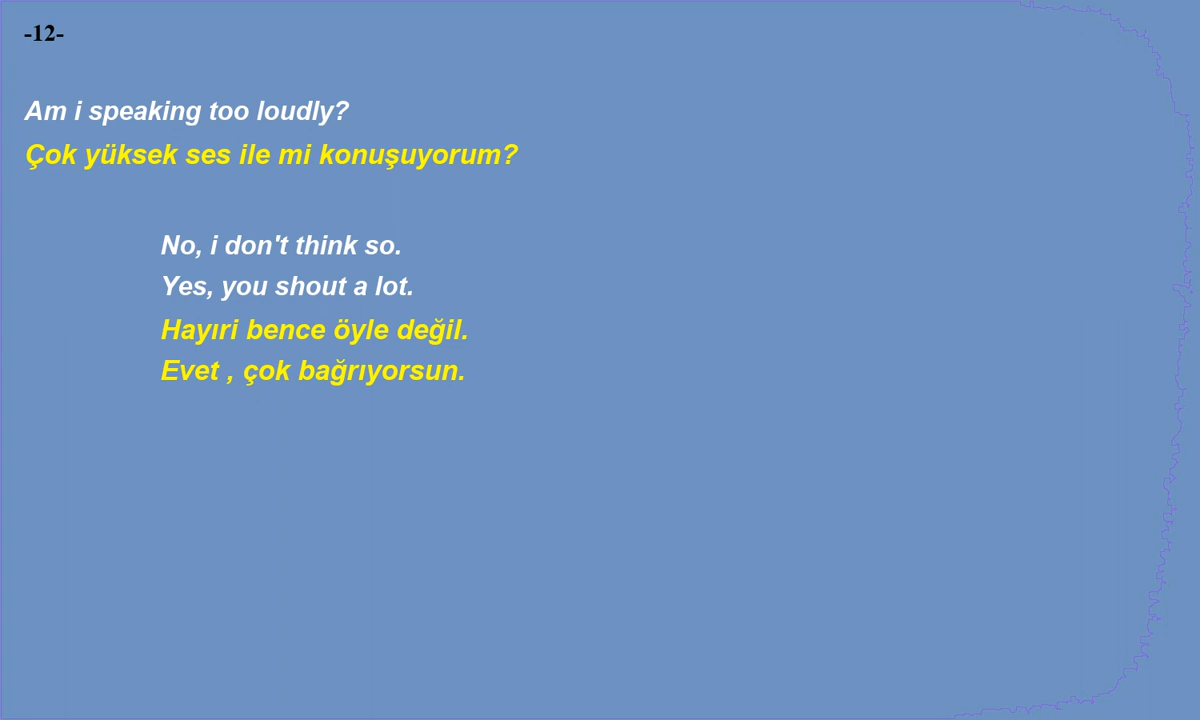 -12-
Am i speaking too loudly?
Çok yüksek ses ile mi konuşuyorum?
No, i don't think so.
Yes, you shout a lot.
Hayıri bence öyle değil.
Evet , çok bağrıyorsun.